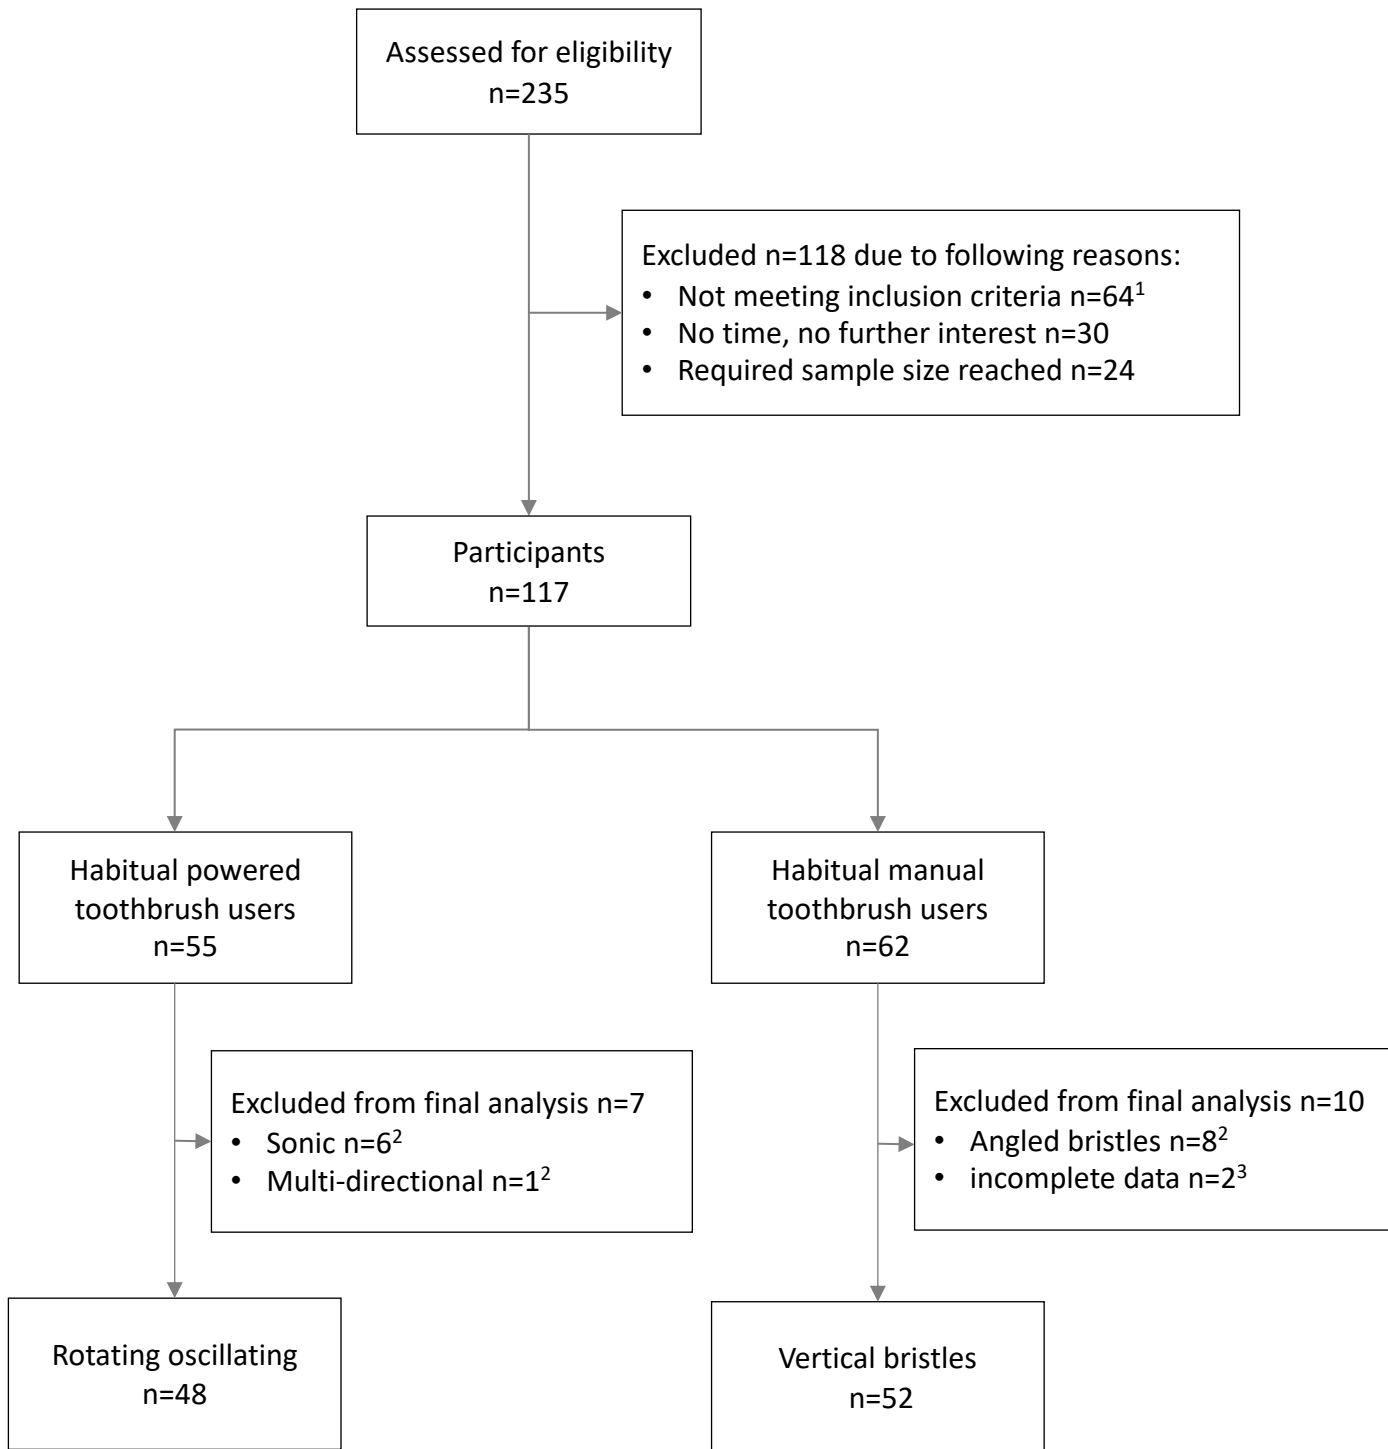 Assessed for eligibility
n=235
Excluded n=118 due to following reasons:
• Not meeting inclusion criteria n=64¹
• No time, no further interest n=30
• Required sample size reached n=24
Participants
n=117
Habitual powered
toothbrush users
n=55
Habitual manual
toothbrush users
n=62
Excluded from final analysis n=7
• Sonic n=6²
• Multi-directional n=1²
Excluded from final analysis n=10
• Angled bristles n=8²
• incomplete data n=2³
Rotating oscillating
n=48
Vertical bristles
n=52